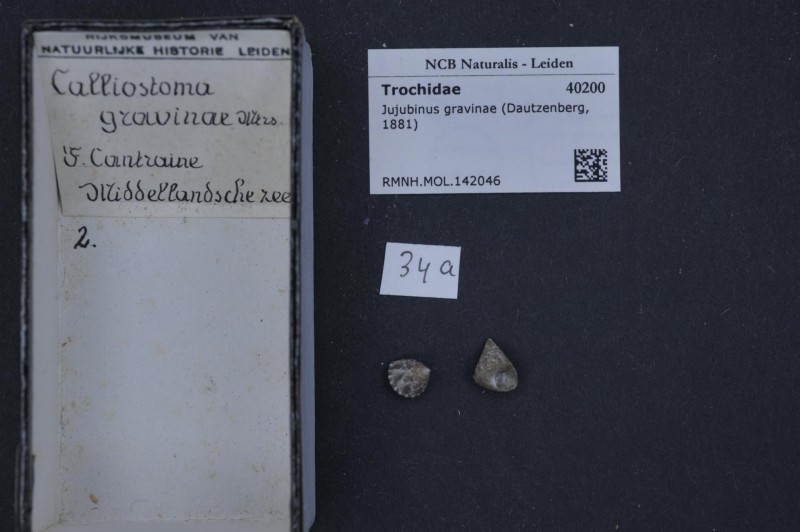 RIJKSMUSEUM VAN
NATUURLIJKE HISTORIE LEIDEN
Calliostoma
gravinae Mtrs.
F. Cantraine
Middellandsche zee
2.
NCB Naturalis - Leiden
Trochidae 40200
Jujubinus gravinae (Dautzenberg,
1881)
RMNH.MOL.142046
34a